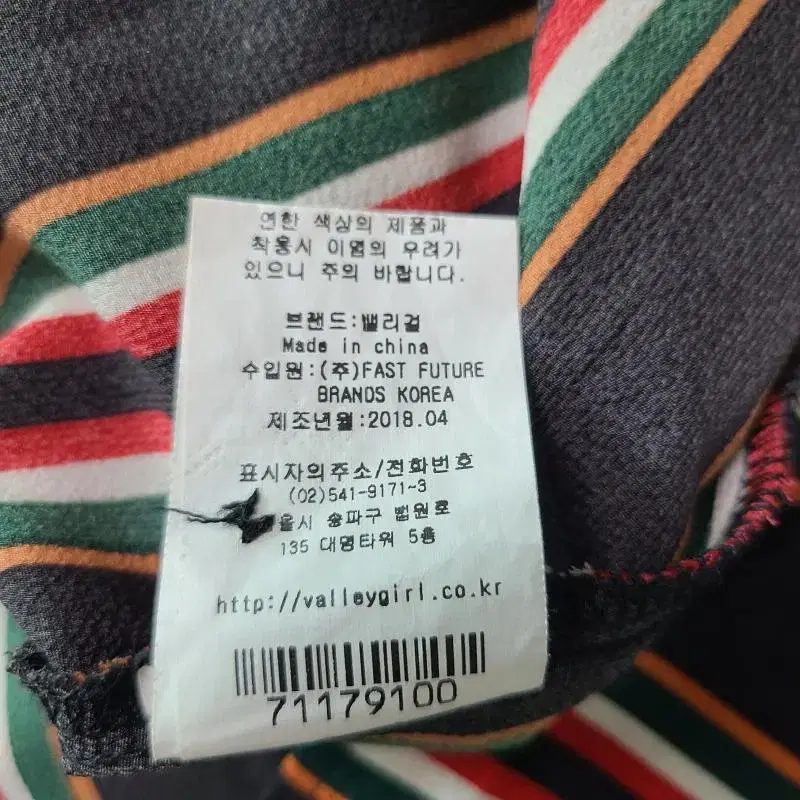 연한 색상의 제품과
착용시 이염의 우려가
있으니 주의 바랍니다.
브랜드:밸리걸
Made in china
수입원:(주)FAST FUTURE
BRANDS KOREA
제조년월:2018.04
표시자의주소/전화번호
(02)541-9171~3
울시 송파구 법원로
135 대명타워 5층
http://valleygirl.co.kr
71179100